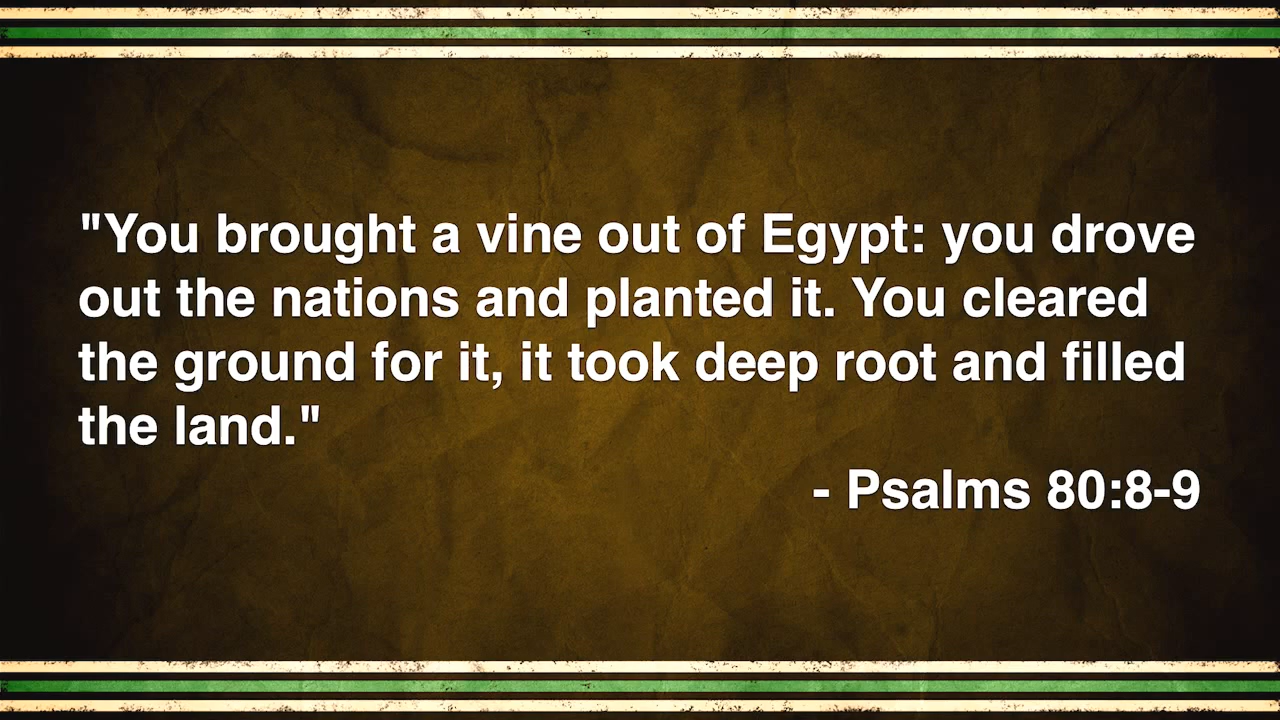 "You brought a vine out of Egypt: you drove
out the nations and planted it. You cleared
the ground for it, it took deep root and filled
the land."
- Psalms 80:8-9